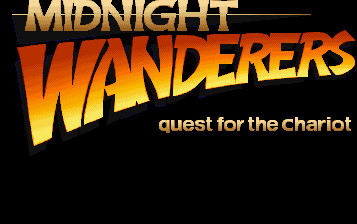 MIDNIGHT
WANDERERS
quest for the Chariot